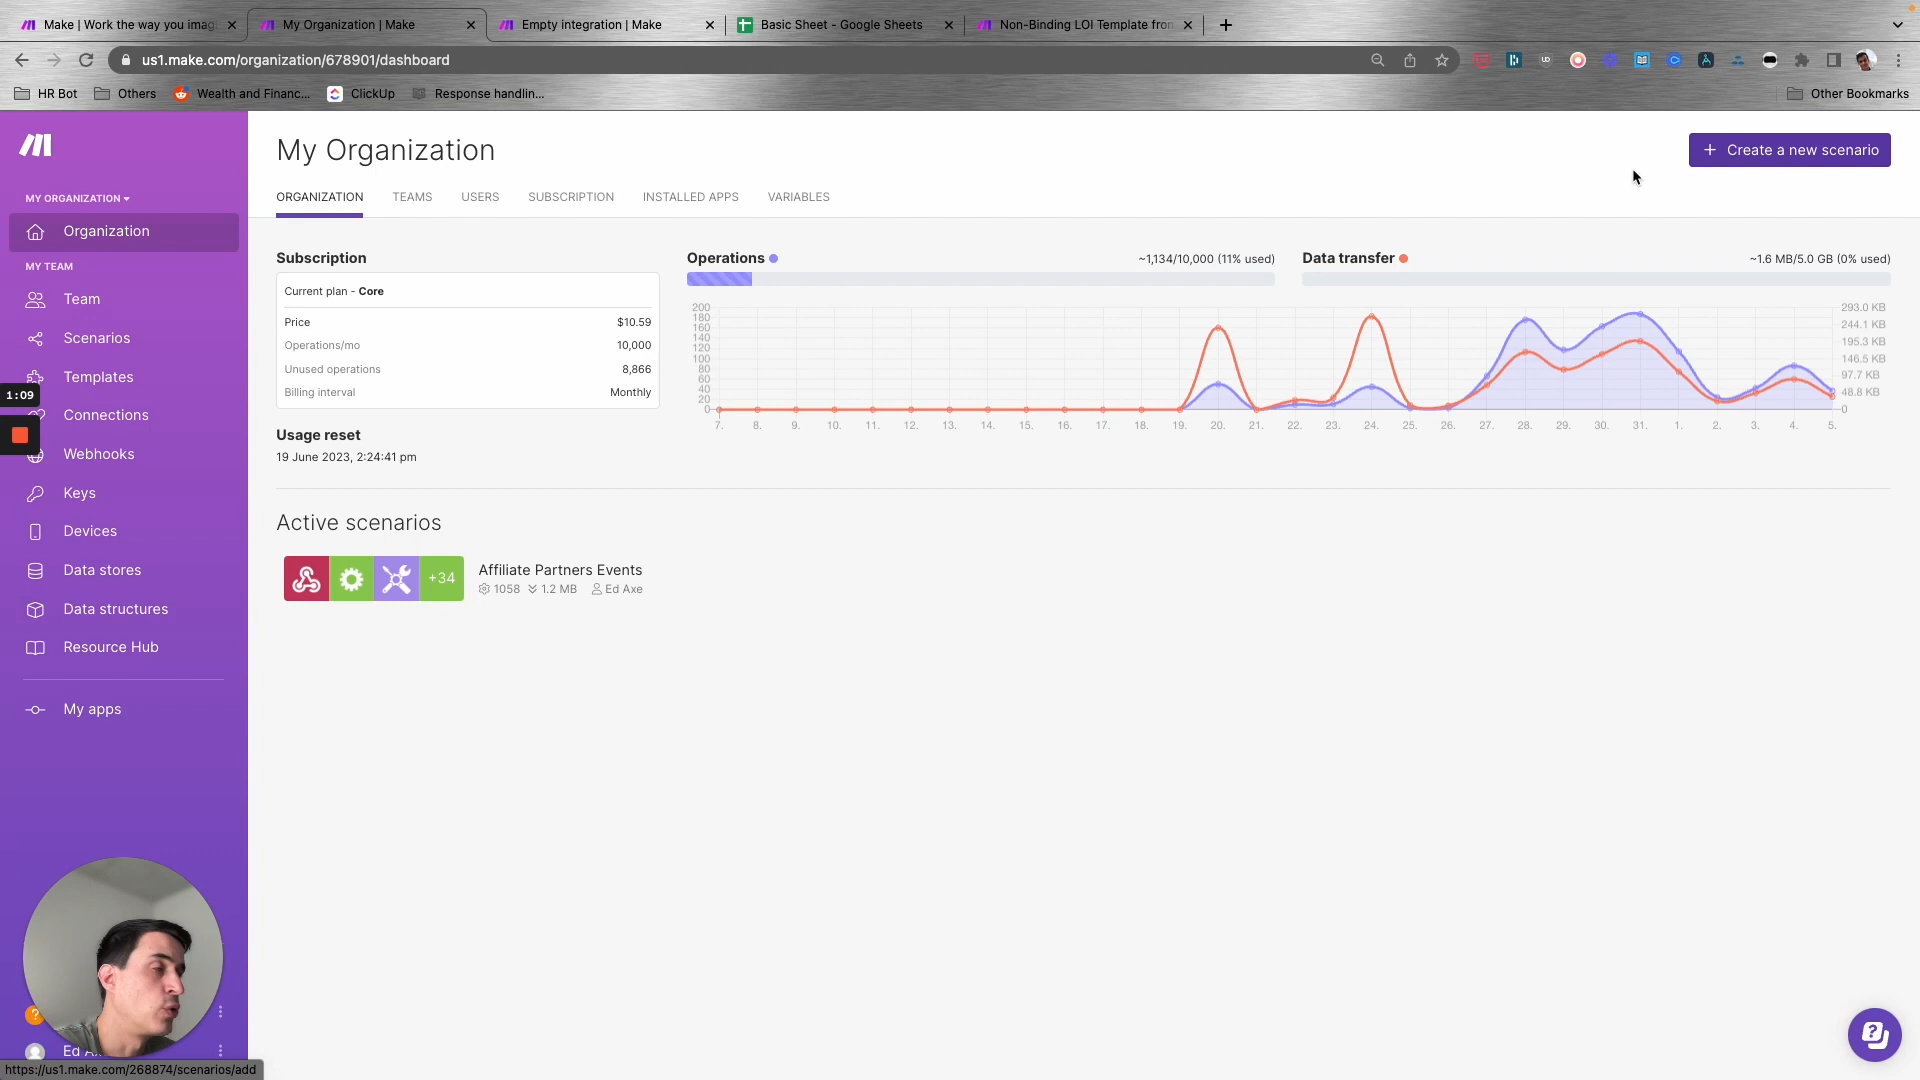 Make | Work the way you imag
My Organization | Make
Empty integration | Make
Basic Sheet - Google Sheets
Non-Binding LOI Template from
us1.make.com/organization/678901/dashboard
HR Bot
Others
Wealth and Financ...
ClickUp
Response handlin...
Other Bookmarks
MY ORGANIZATION
Organization
MY TEAM
Team
Scenarios
Templates
1:09
Connections
Webhooks
Keys
Devices
Data stores
Data structures
Resource Hub
My apps
?
Ed Ax
https://us1.make.com/268874/scenarios/add
My Organization
+ Create a new scenario
ORGANIZATION TEAMS USERS SUBSCRIPTION INSTALLED APPS VARIABLES
Subscription
Current plan - Core
Price $10.59
Operations/mo 10,000
Unused operations 8,866
Billing interval Monthly
Usage reset
19 June 2023, 2:24:41 pm
Operations ~1,134/10,000 (11% used)
Data transfer ~1.6 MB/5.0 GB (0% used)
200
180
160
140
120
100
80
60
40
20
0
293.0 KB
244.1 KB
195.3 KB
146.5 KB
97.7 KB
48.8 KB
0
7. 8. 9. 10. 11. 12. 13. 14. 15. 16. 17. 18. 19. 20. 21. 22. 23. 24. 25. 26. 27. 28. 29. 30. 31. 1. 2. 3. 4. 5.
Active scenarios
+34
Affiliate Partners Events
1058 1.2 MB Ed Axe
?